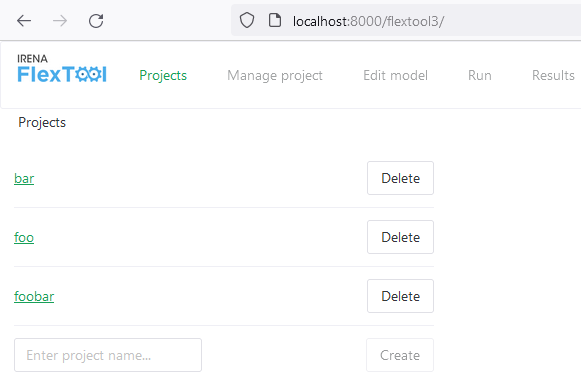 localhost:8000/flextool3/
IRENA
FlexTool
Projects Manage project Edit model Run Results
Projects
bar Delete
foo Delete
foobar Delete
Enter project name... Create